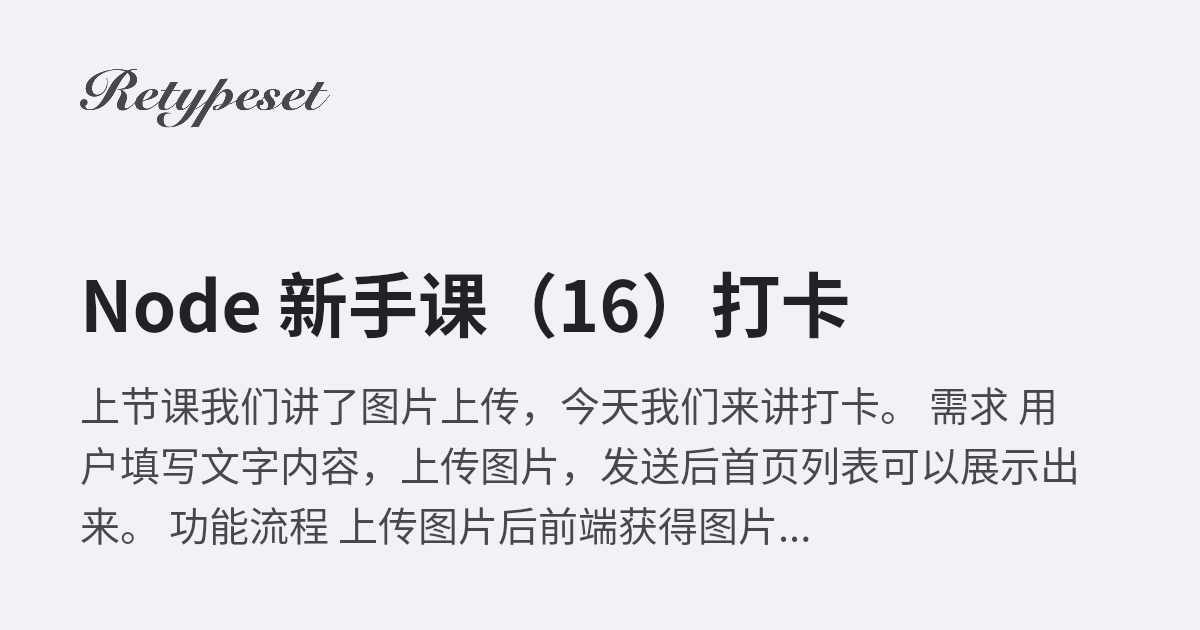 Retypeset
Node 新手课（16）打卡
上节课我们讲了图片上传，今天我们来讲打卡。 需求 用
户填写文字内容，上传图片，发送后首页列表可以展示出
来。 功能流程 上传图片后前端获得图片...